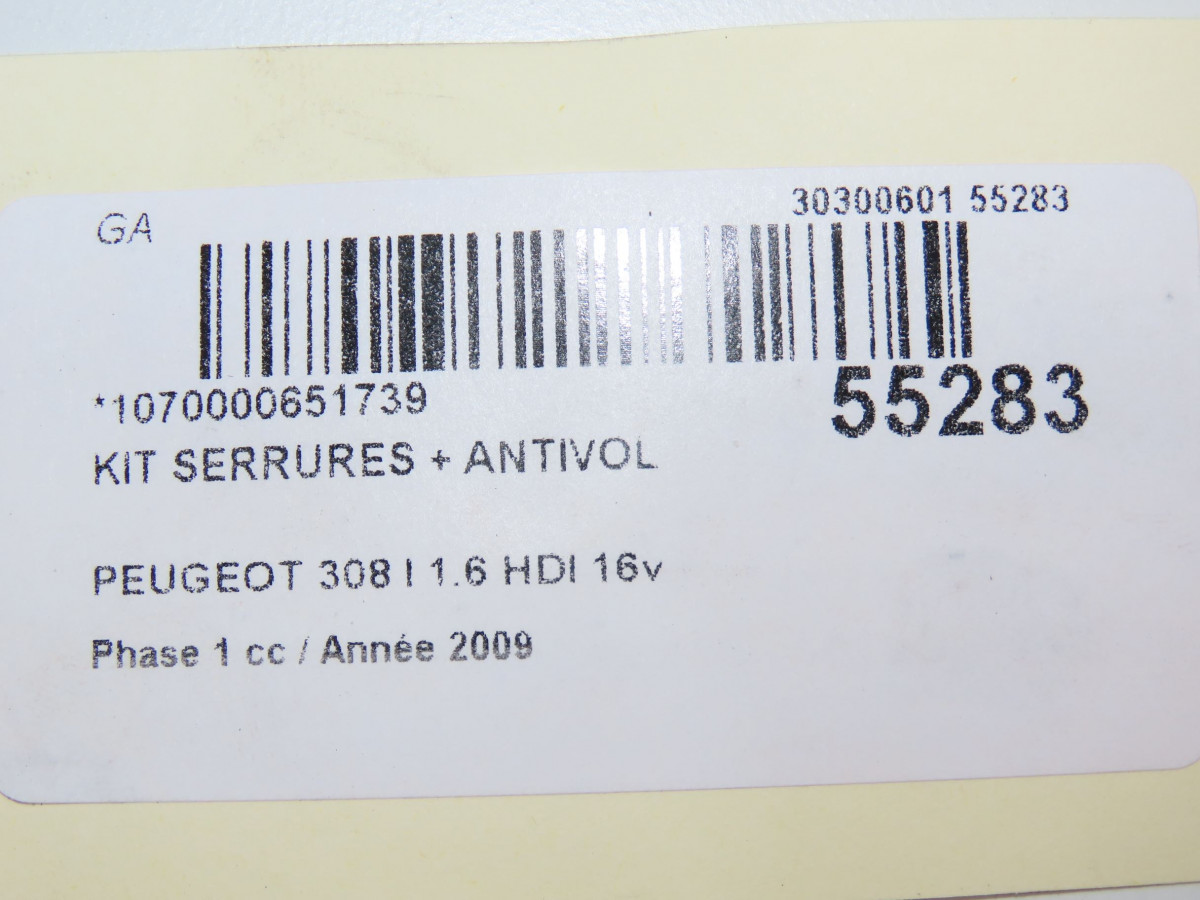 GA
30300601 55283
*1070000651739
55283
KIT SERRURES + ANTIVOL
PEUGEOT 308 I 1.6 HDI 16v
Phase 1 cc / Année 2009